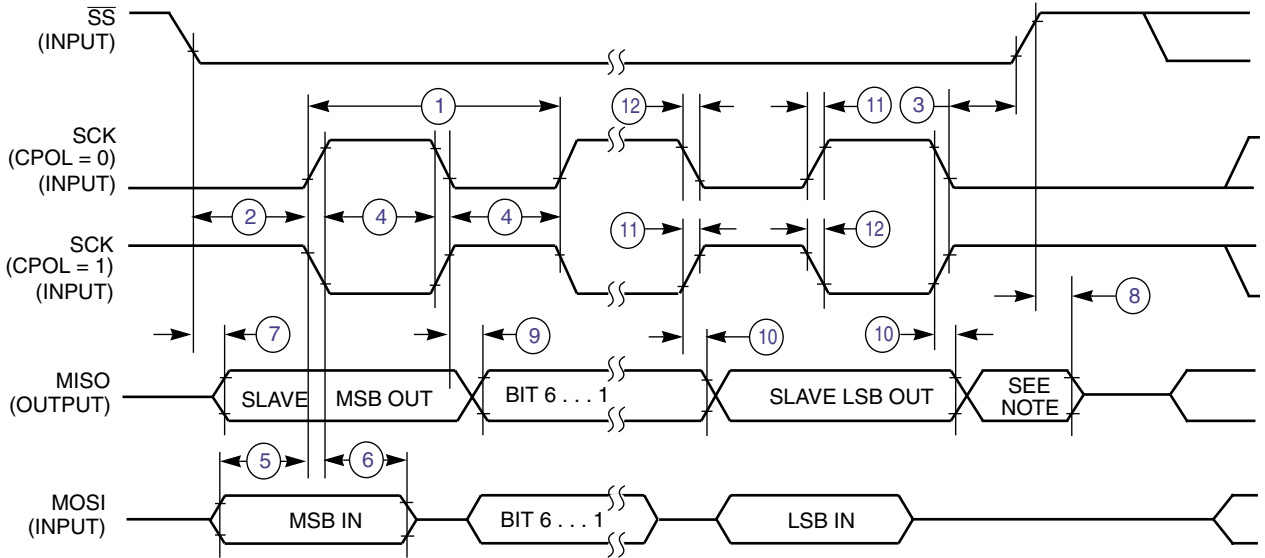 SS
(INPUT)
1
12
11
3
SCK
(CPOL = 0)
(INPUT)
2
4
4
SCK
(CPOL = 1)
(INPUT)
11
12
8
7
9
10
10
MISO
(OUTPUT)
SLAVE MSB OUT
BIT 6 . . . 1
SLAVE LSB OUT
SEE
NOTE
5
6
MOSI
(INPUT)
MSB IN
BIT 6 . . . 1
LSB IN